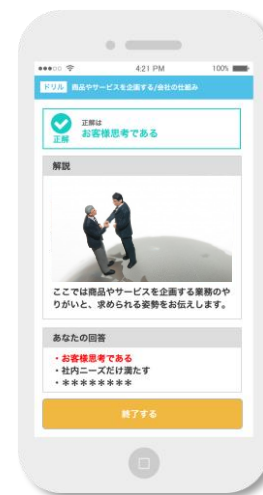 4:21 PM
100%
ドリル 商品やサービスを企画する/会社の仕組み
正解は
お客様思考である
正解
解説
ここでは商品やサービスを企画する業務のや
りがいと、求められる姿勢をお伝えします。
あなたの回答
・お客様思考である
・社内ニーズだけ満たす
・＊＊＊＊＊＊＊＊
終了する